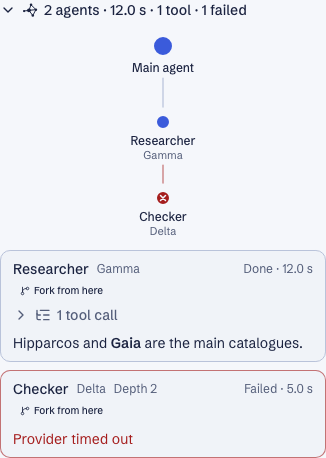 2 agents · 12.0 s · 1 tool · 1 failed
Main agent
Researcher
Gamma
Checker
Delta
Researcher Gamma Done · 12.0 s
Fork from here
1 tool call
Hipparcos and Gaia are the main catalogues.
Checker Delta Depth 2 Failed · 5.0 s
Fork from here
Provider timed out